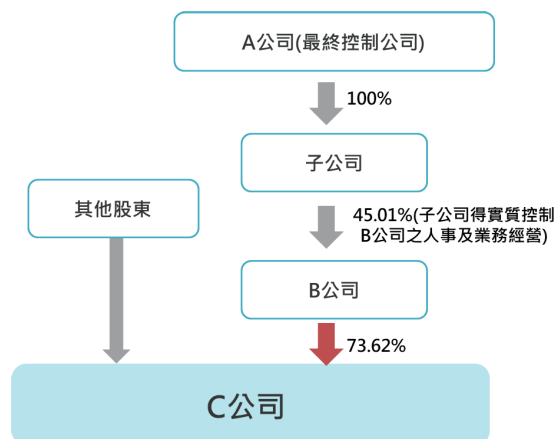 A公司(最終控制公司)
100%
子公司
其他股東
45.01%(子公司得實質控制
B公司之人事及業務經營)
B公司
73.62%
C公司